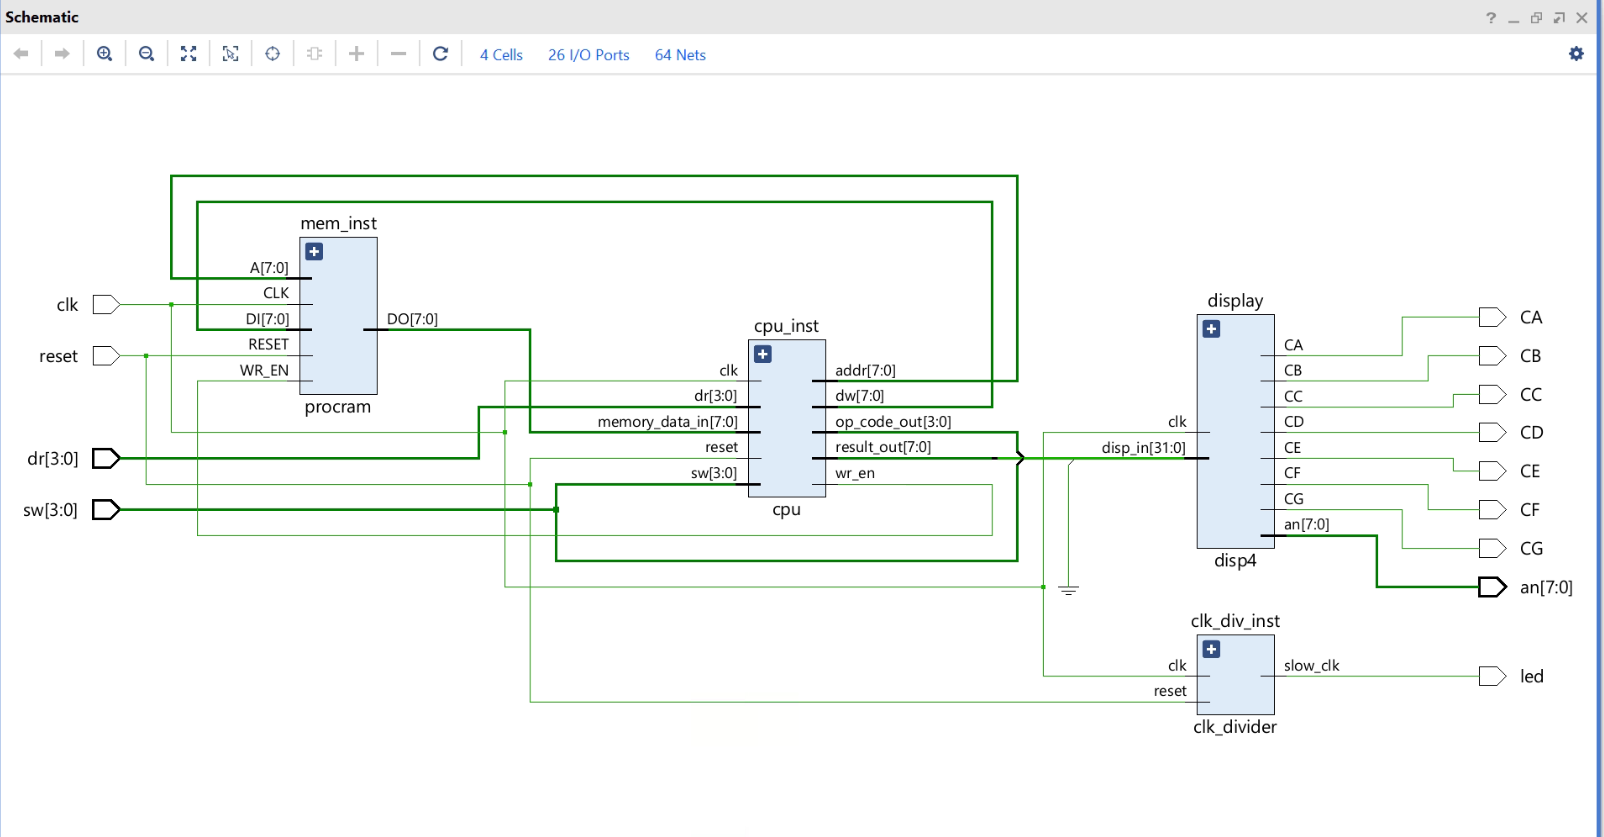 Schematic
4 Cells 26 I/O Ports 64 Nets
mem_inst
A[7:0]
CLK
DI[7:0]
RESET
WR_EN
DO[7:0]
procram
clk
reset
dr[3:0]
sw[3:0]
cpu_inst
clk
dr[3:0]
memory_data_in[7:0]
reset
sw[3:0]
addr[7:0]
dw[7:0]
op_code_out[3:0]
result_out[7:0]
wr_en
cpu
display
clk
disp_in[31:0]
CA
CB
CC
CD
CE
CF
CG
an[7:0]
disp4
clk_div_inst
clk
reset
slow_clk
clk_divider
CA
CB
CC
CD
CE
CF
CG
an[7:0]
led